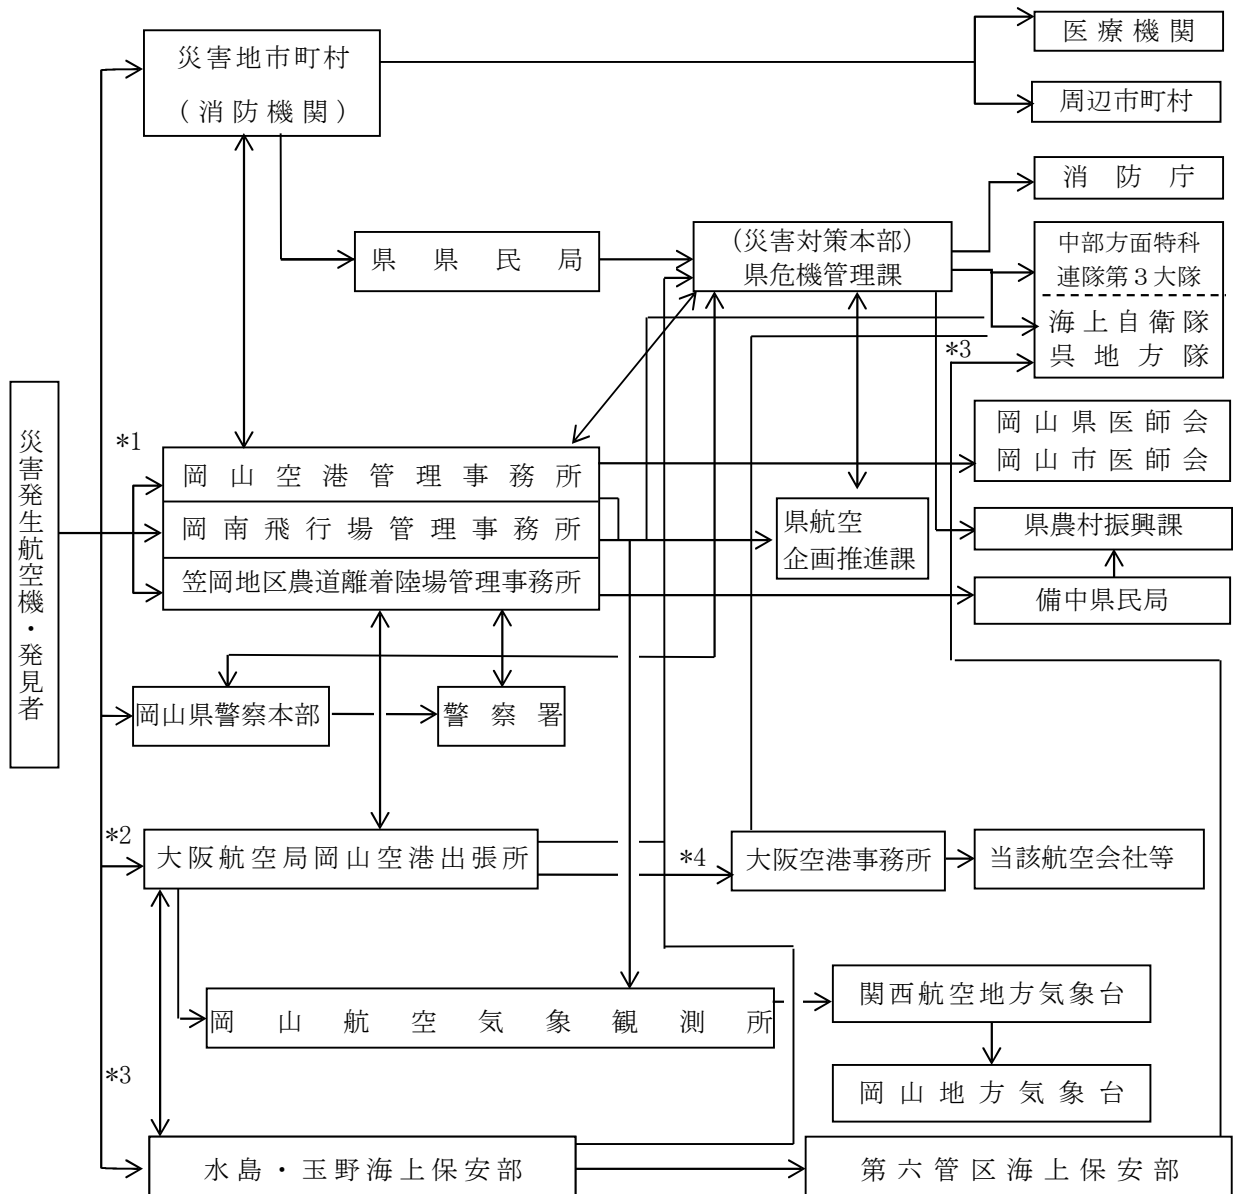 医療機関
災害地市町村
(消防機関)
周辺市町村
消防庁
(災害対策本部)
県危機管理課
県県民局
中部方面特科
連隊第３大隊
海上自衛隊
呉地方隊
*3
災害発生航空機・発見者
*1
岡山空港管理事務所
岡南飛行場管理事務所
笠岡地区農道離着陸場管理事務所
岡山県医師会
岡山市医師会
県航空
企画推進課
県農村振興課
備中県民局
岡山県警察本部
警察署
*2
大阪航空局岡山空港出張所
*4
大阪空港事務所
当該航空会社等
岡山航空気象観測所
関西航空地方気象台
岡山地方気象台
*3
水島・玉野海上保安部
第六管区海上保安部